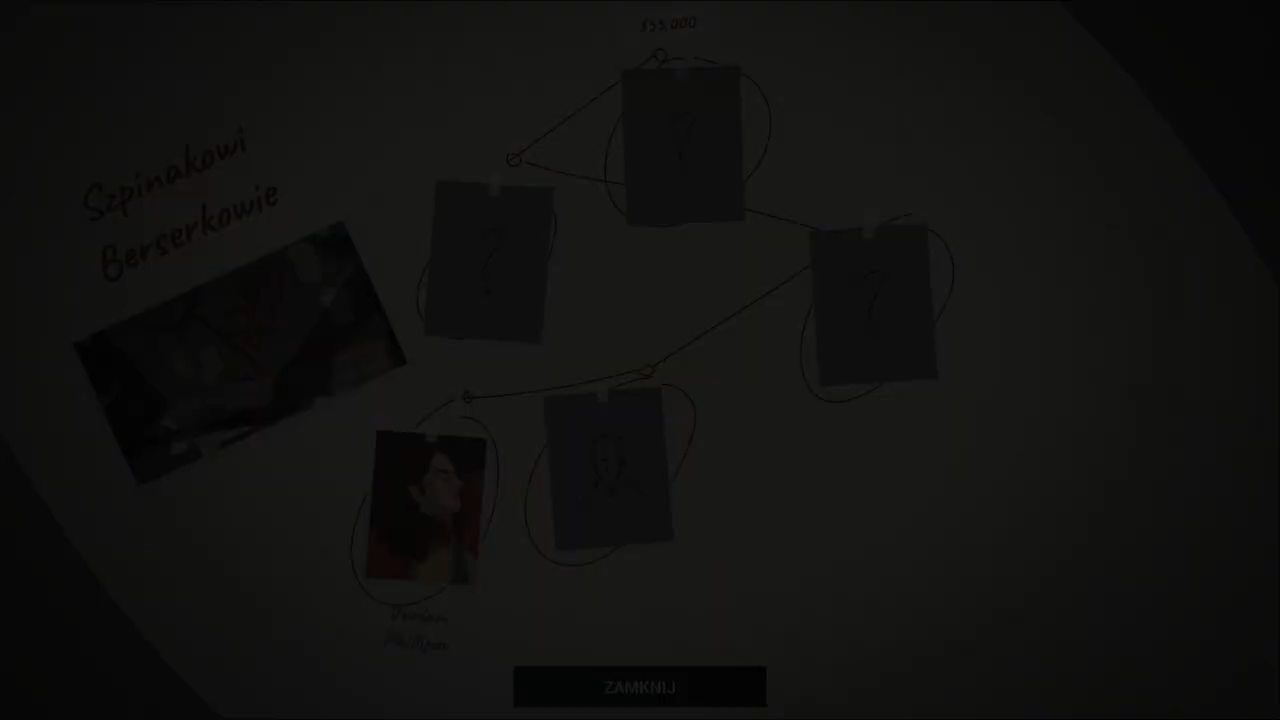 $55,000
?
Szpinakowi
Berserkowie
?
?
ZAMKNIJ